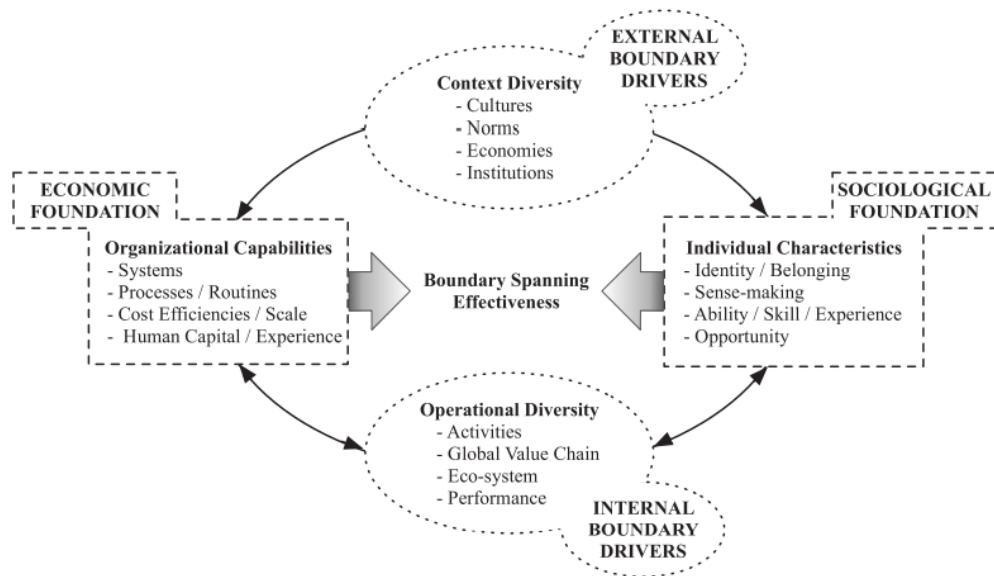 EXTERNAL
BOUNDARY
DRIVERS
Context Diversity
- Cultures
- Norms
- Economies
- Institutions
ECONOMIC
FOUNDATION
SOCIOLOGICAL
FOUNDATION
Organizational Capabilities
- Systems
- Processes / Routines
- Cost Efficiencies / Scale
- Human Capital / Experience
Boundary Spanning
Effectiveness
Individual Characteristics
- Identity / Belonging
- Sense-making
- Ability / Skill / Experience
- Opportunity
Operational Diversity
- Activities
- Global Value Chain
- Eco-system
- Performance
INTERNAL
BOUNDARY
DRIVERS